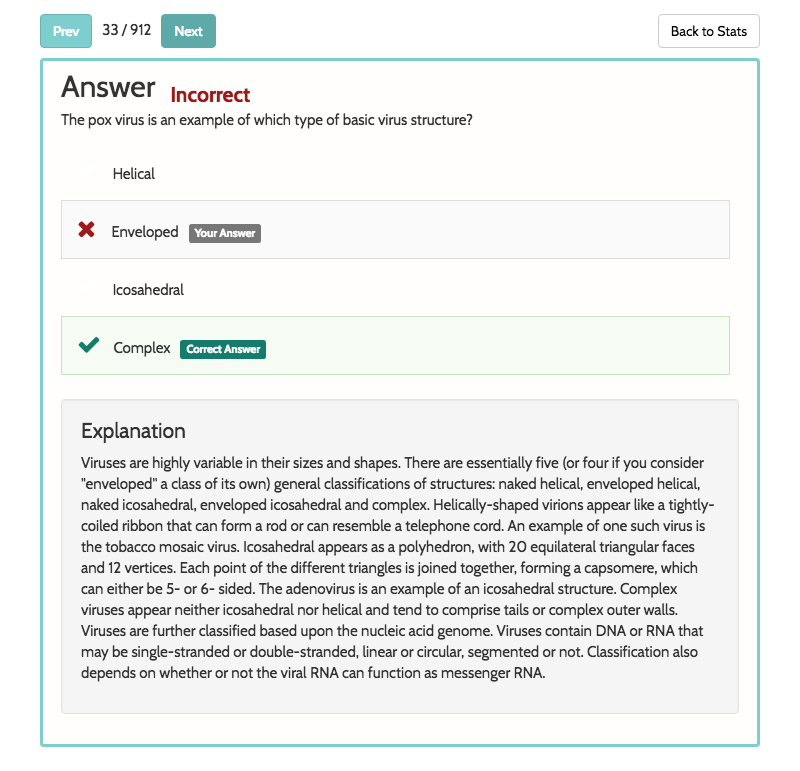 Prev 33 / 912 Next Back to Stats
Answer Incorrect
The pox virus is an example of which type of basic virus structure?
Helical
Enveloped Your Answer
Icosahedral
Complex Correct Answer
Explanation
Viruses are highly variable in their sizes and shapes. There are essentially five (or four if you consider
"enveloped" a class of its own) general classifications of structures: naked helical, enveloped helical,
naked icosahedral, enveloped icosahedral and complex. Helically-shaped virions appear like a tightly-
coiled ribbon that can form a rod or can resemble a telephone cord. An example of one such virus is
the tobacco mosaic virus. Icosahedral appears as a polyhedron, with 20 equilateral triangular faces
and 12 vertices. Each point of the different triangles is joined together, forming a capsomere, which
can either be 5- or 6- sided. The adenovirus is an example of an icosahedral structure. Complex
viruses appear neither icosahedral nor helical and tend to comprise tails or complex outer walls.
Viruses are further classified based upon the nucleic acid genome. Viruses contain DNA or RNA that
may be single-stranded or double-stranded, linear or circular, segmented or not. Classification also
depends on whether or not the viral RNA can function as messenger RNA.